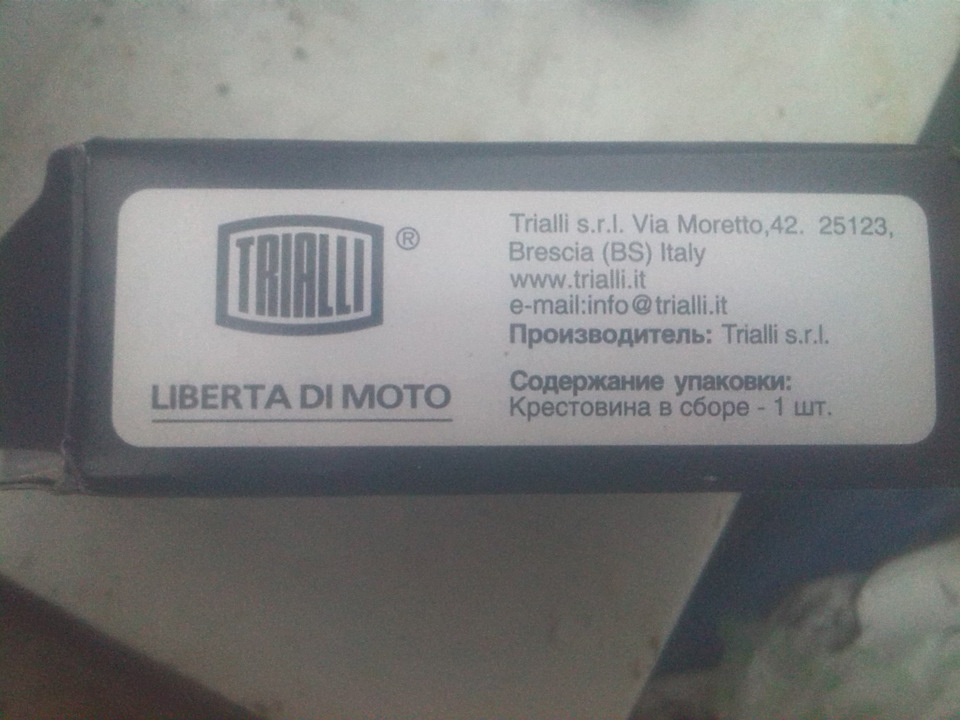 TRIALLI ®
LIBERTA DI MOTO
Trialli s.r.l. Via Moretto,42. 25123,
Brescia (BS) Italy
www.trialli.it
e-mail:info@trialli.it
Производитель: Trialli s.r.l.
Содержание упаковки:
Крестовина в сборе - 1 шт.